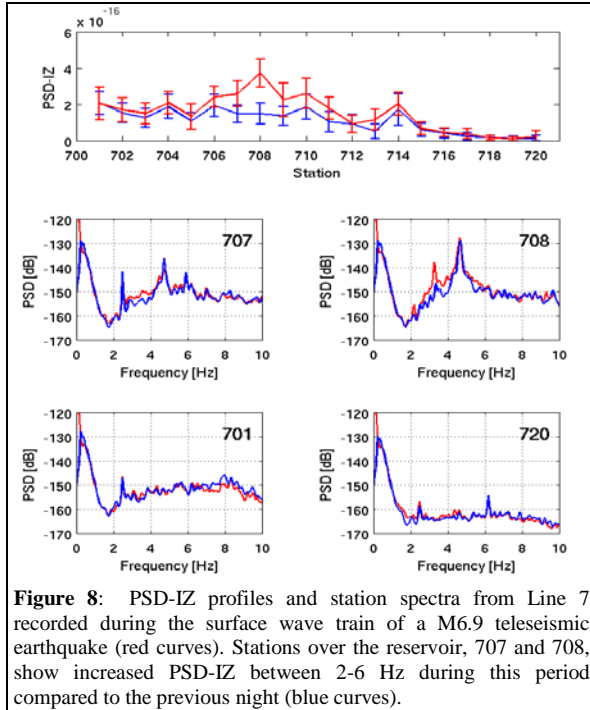 x 10^-16
6
4
2
0
PSD-IZ
700 702 704 706 708 710 712 714 716 718 720
Station
-120
-130
-140
-150
-160
-170
PSD [dB]
707
0 2 4 6 8 10
Frequency [Hz]
-120
-130
-140
-150
-160
-170
PSD [dB]
708
0 2 4 6 8 10
Frequency [Hz]
-120
-130
-140
-150
-160
-170
PSD [dB]
701
0 2 4 6 8 10
Frequency [Hz]
-120
-130
-140
-150
-160
-170
PSD [dB]
720
0 2 4 6 8 10
Frequency [Hz]
Figure 8: PSD-IZ profiles and station spectra from Line 7
recorded during the surface wave train of a M6.9 teleseismic
earthquake (red curves). Stations over the reservoir, 707 and 708,
show increased PSD-IZ between 2-6 Hz during this period
compared to the previous night (blue curves).